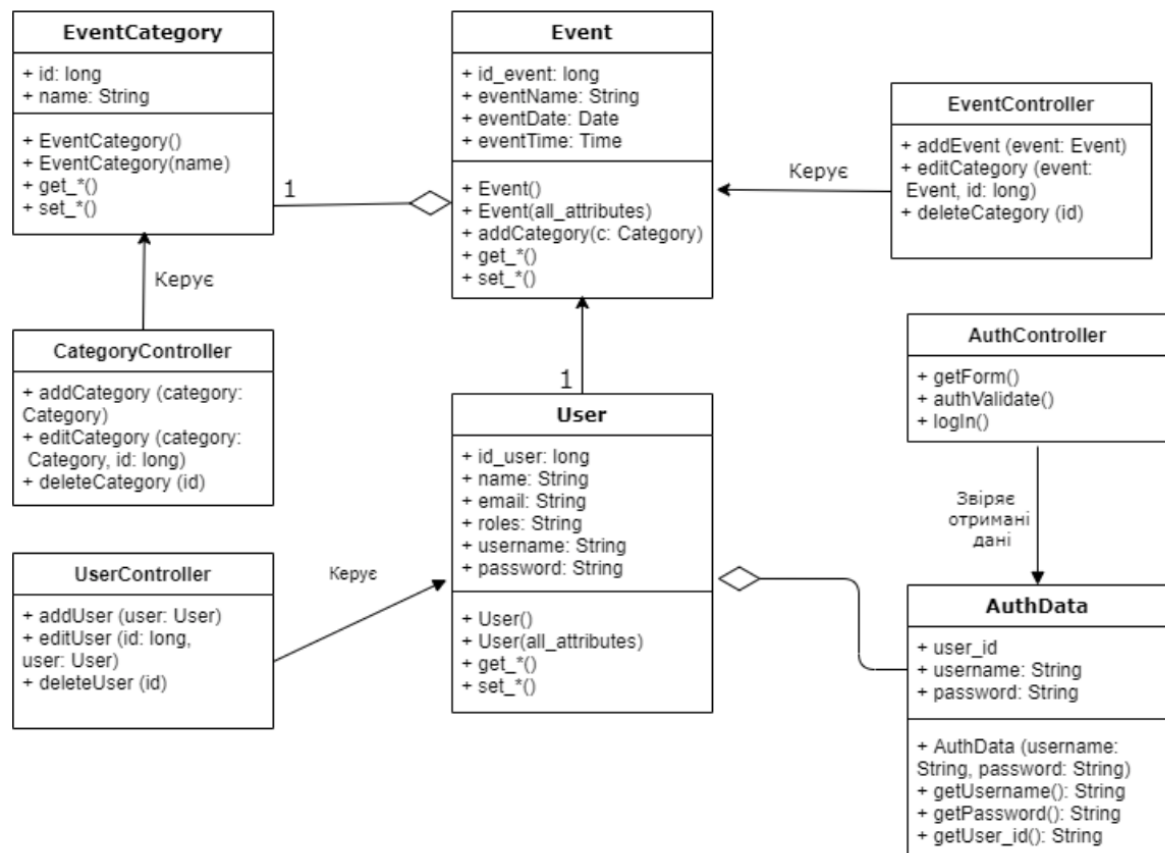 EventCategory
+ id: long
+ name: String
+ EventCategory()
+ EventCategory(name)
+ get_*()
+ set_*()
1
Event
+ id_event: long
+ eventName: String
+ eventDate: Date
+ eventTime: Time
+ Event()
+ Event(all_attributes)
+ addCategory(c: Category)
+ get_*()
+ set_*()
Керує
EventController
+ addEvent (event: Event)
+ editCategory (event:
Event, id: long)
+ deleteCategory (id)
Керує
CategoryController
+ addCategory (category:
Category)
+ editCategory (category:
Category, id: long)
+ deleteCategory (id)
1
User
+ id_user: long
+ name: String
+ email: String
+ roles: String
+ username: String
+ password: String
+ User()
+ User(all_attributes)
+ get_*()
+ set_*()
AuthController
+ getForm()
+ authValidate()
+ logIn()
Звіряє
отримані
дані
UserController
+ addUser (user: User)
+ editUser (id: long,
user: User)
+ deleteUser (id)
Керує
AuthData
+ user_id
+ username: String
+ password: String
+ AuthData (username:
String, password: String)
+ getUsername(): String
+ getPassword(): String
+ getUser_id(): String